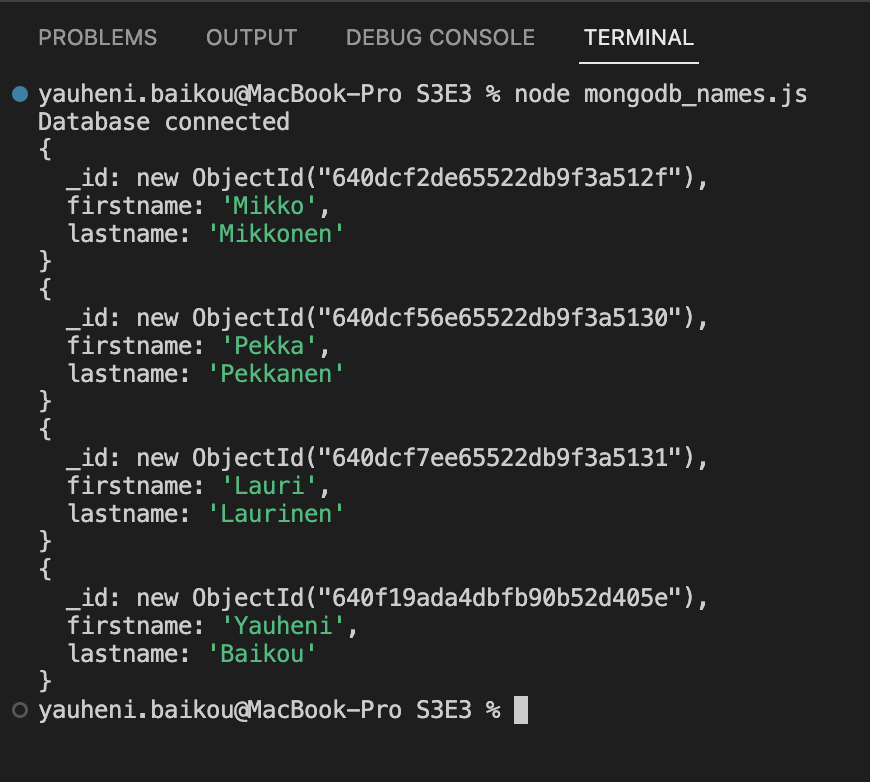 PROBLEMS OUTPUT DEBUG CONSOLE TERMINAL
yauheni.baikou@MacBook-Pro S3E3 % node mongodb_names.js
Database connected
{
  _id: new ObjectId("640dcf2de65522db9f3a512f"),
  firstname: 'Mikko',
  lastname: 'Mikkonen'
}
{
  _id: new ObjectId("640dcf56e65522db9f3a5130"),
  firstname: 'Pekka',
  lastname: 'Pekkanen'
}
{
  _id: new ObjectId("640dcf7ee65522db9f3a5131"),
  firstname: 'Lauri',
  lastname: 'Laurinen'
}
{
  _id: new ObjectId("640f19ada4dbfb90b52d405e"),
  firstname: 'Yauheni',
  lastname: 'Baikou'
}
yauheni.baikou@MacBook-Pro S3E3 %